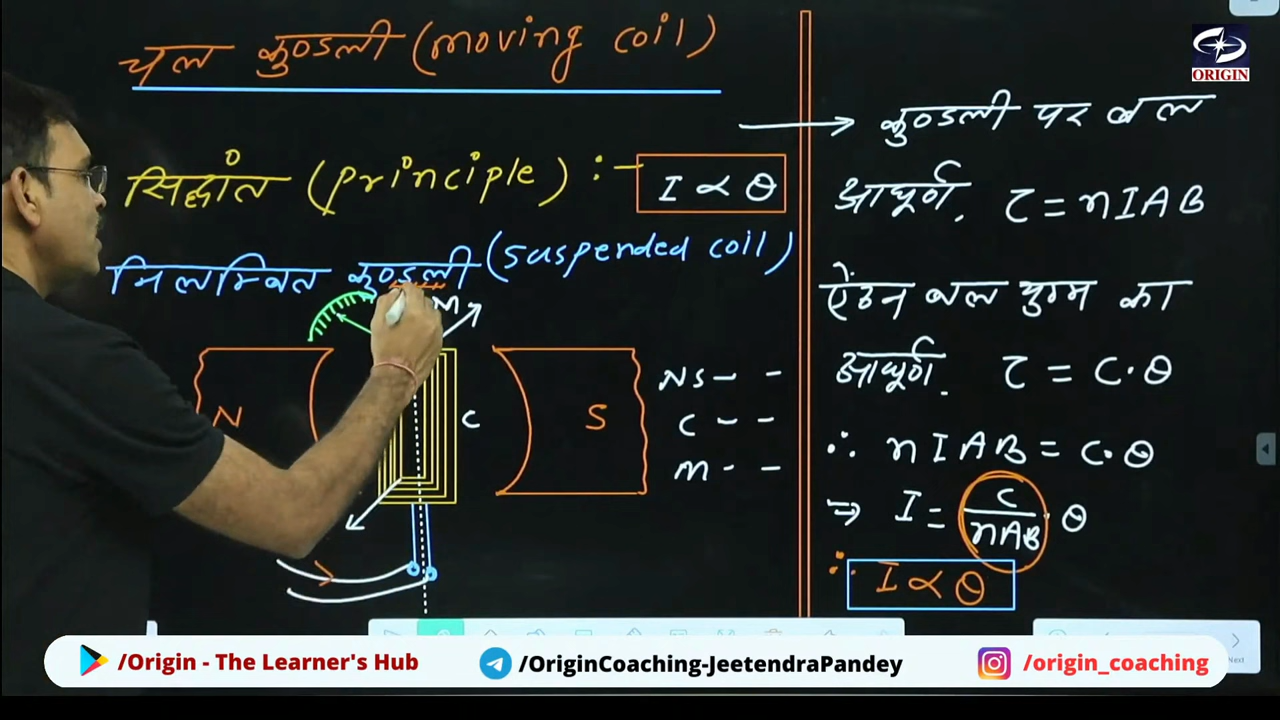 चल कुण्डली (moving coil)
सिद्धांत (principle) :- I ∝ θ
निलम्बित कुण्डली (suspended coil)
M
N
C
S
NS - -
C - -
M - -
ORIGIN
→ कुण्डली पर बल
आघूर्ण. τ = nIAB
ऐंठन बल युग्म का
आघूर्ण. τ = C·θ
∴ nIAB = C·θ
⇒ I = C/nAB · θ
∴ I ∝ θ
Next
/Origin - The Learner's Hub
/OriginCoaching-JeetendraPandey
/origin_coaching